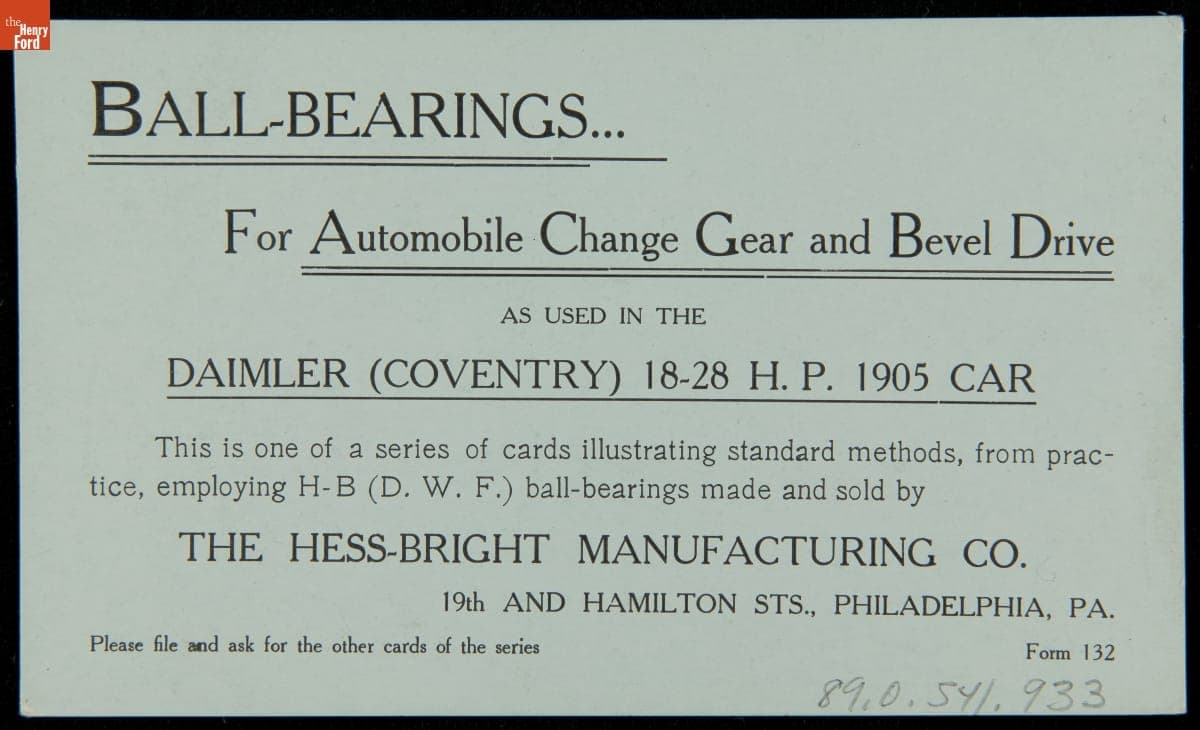 the
Henry
Ford
BALL-BEARINGS...
For Automobile Change Gear and Bevel Drive
AS USED IN THE
DAIMLER (COVENTRY) 18-28 H. P. 1905 CAR
This is one of a series of cards illustrating standard methods, from prac-
tice, employing H-B (D. W. F.) ball-bearings made and sold by
THE HESS-BRIGHT MANUFACTURING CO.
19th AND HAMILTON STS., PHILADELPHIA, PA.
Please file and ask for the other cards of the series
Form 132
89.0.541.933